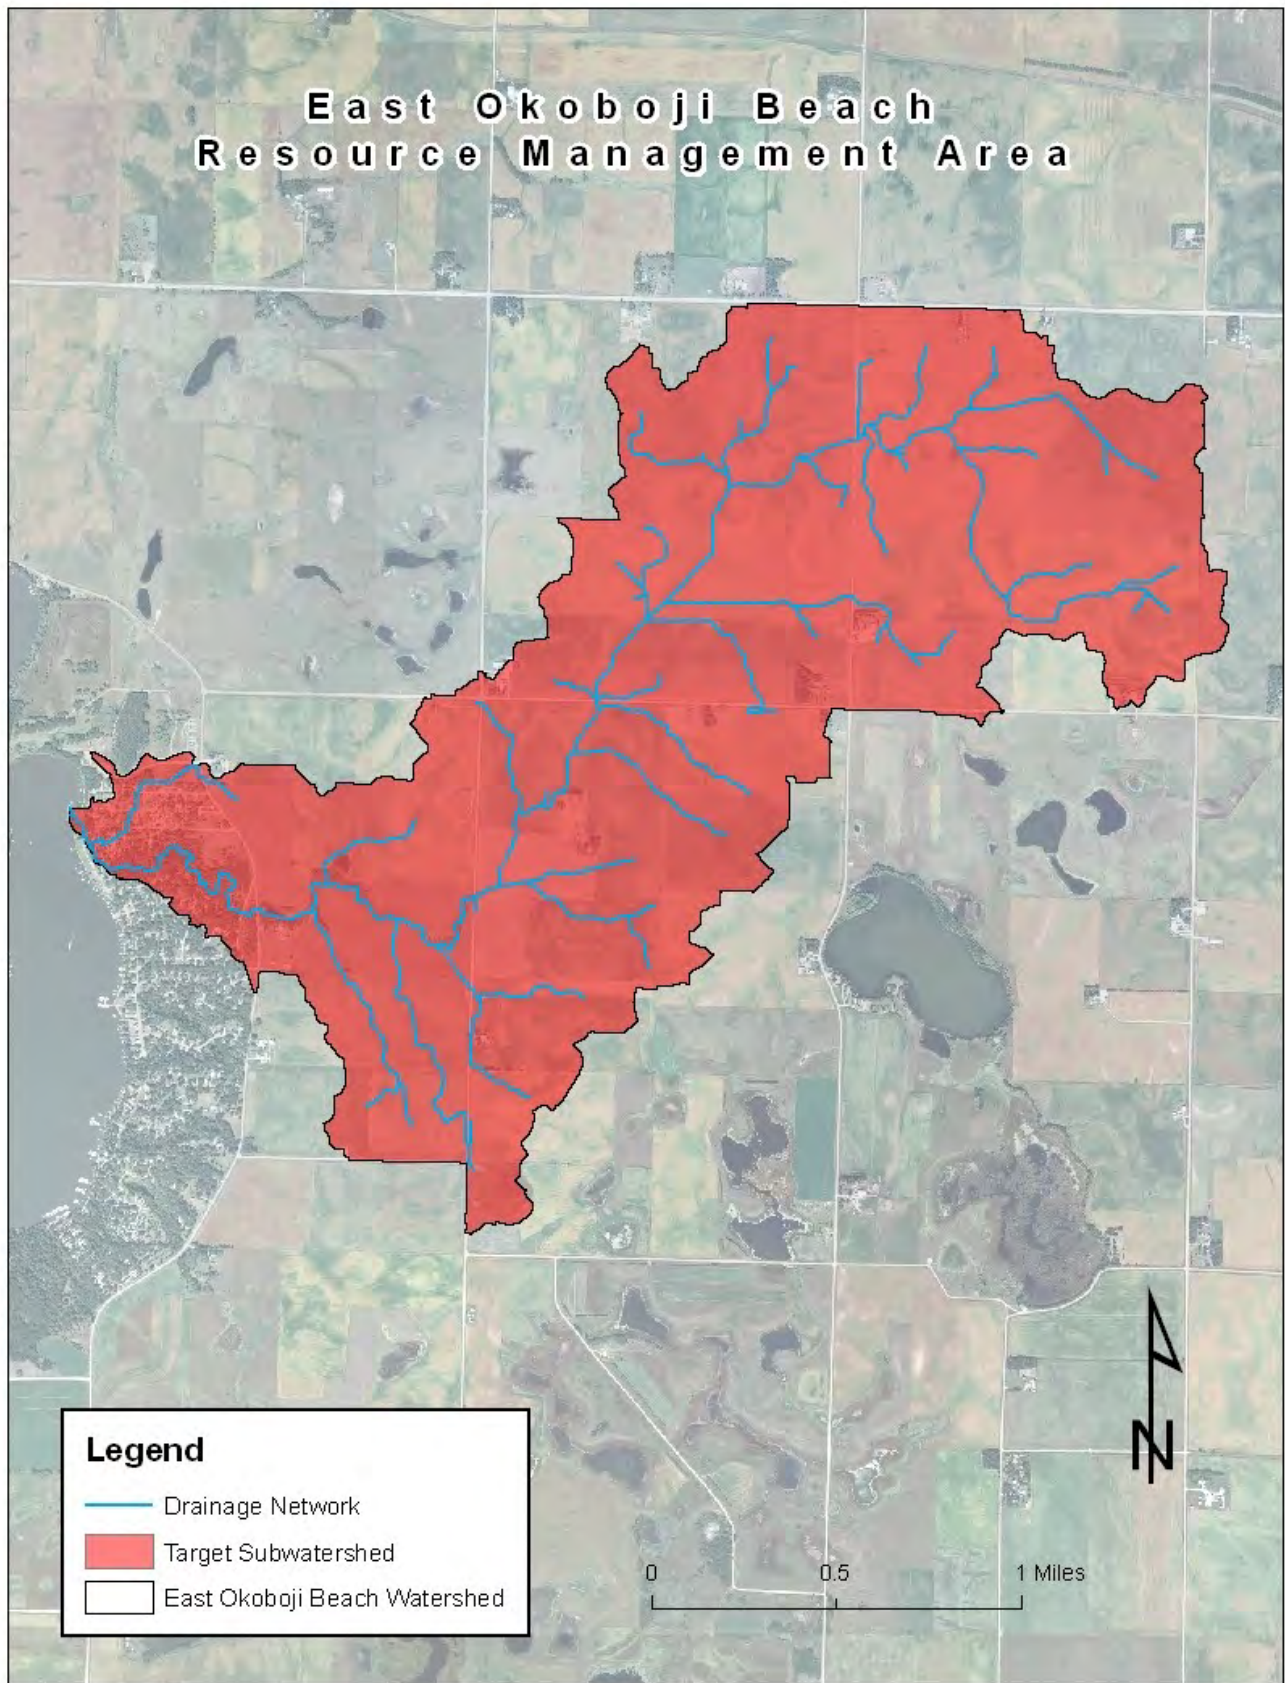 East Okoboji Beach
Resource Management Area
Legend
Drainage Network
Target Subwatershed
East Okoboji Beach Watershed
0 0.5 1 Miles
N